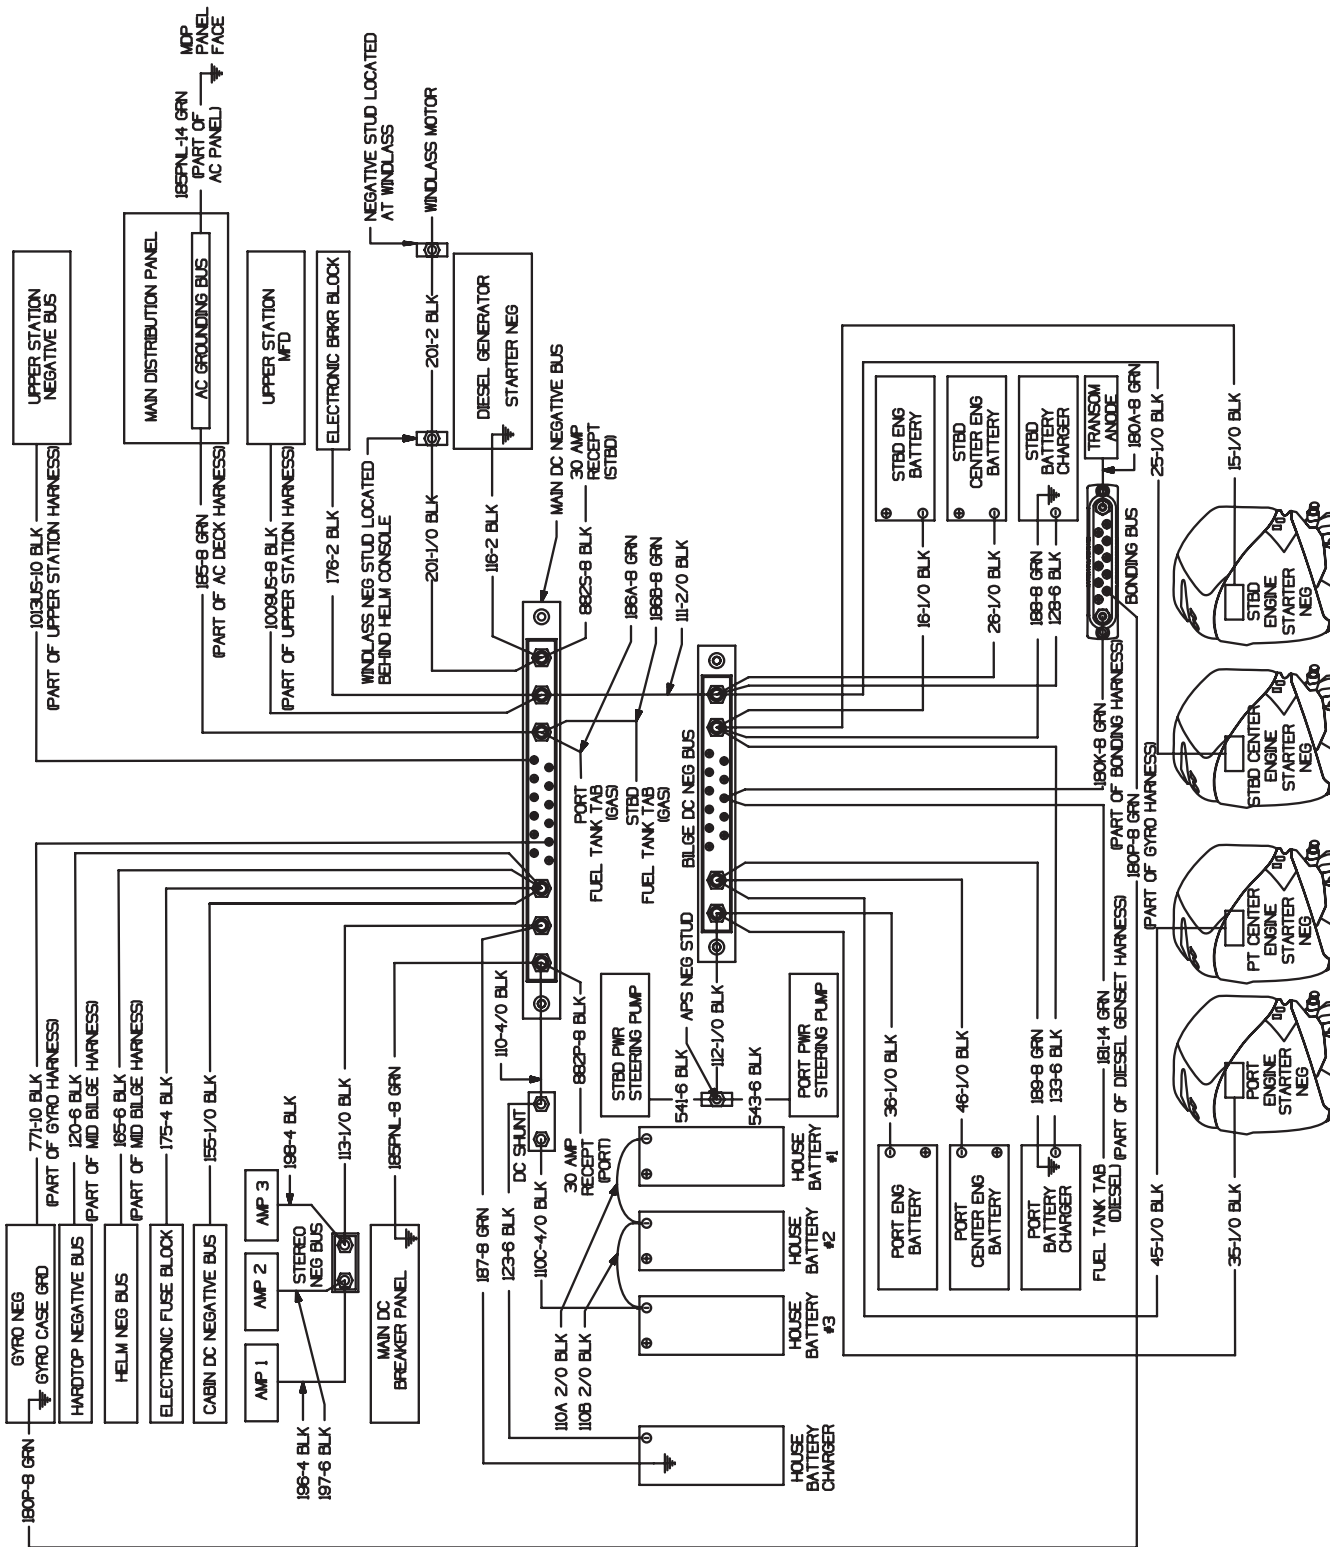 UPPER STATION
NEGATIVE BUS
1013US-10 BLK
(PART OF UPPER STATION HARNESS)
MDP
PANEL
FACE
185PNL-14 GRN
(PART OF
AC PANEL)
MAIN DISTRIBUTION PANEL
AC GROUNDING BUS
185-8 GRN
(PART OF AC DECK HARNESS)
UPPER STATION
MFD
1009US-8 BLK
(PART OF UPPER STATION HARNESS)
ELECTRONIC BRKR BLOCK
176-2 BLK
NEGATIVE STUD LOCATED
AT WINDLASS
WINDLASS MOTOR
201-2 BLK
WINDLASS NEG STUD LOCATED
BEHIND HELM CONSOLE
201-1/0 BLK
DIESEL GENERATOR
STARTER NEG
116-2 BLK
MAIN DC NEGATIVE BUS
30 AMP
RECEPT
(STBD)
882S-8 BLK
186A-8 GRN
186B-8 GRN
111-2/0 BLK
PORT
FUEL TANK TAB
(GAS)
STBD
FUEL TANK TAB
(GAS)
BILGE DC NEG BUS
GYRO NEG
GYRO CASE GRD
771-10 BLK
(PART OF GYRO HARNESS)
180P-8 GRN
HARDTOP NEGATIVE BUS
120-6 BLK
(PART OF MID BILGE HARNESS)
HELM NEG BUS
165-6 BLK
(PART OF MID BILGE HARNESS)
ELECTRONIC FUSE BLOCK
175-4 BLK
CABIN DC NEGATIVE BUS
155-1/0 BLK
AMP 1
AMP 2
AMP 3
198-4 BLK
STEREO
NEG BUS
196-4 BLK
197-6 BLK
113-1/0 BLK
MAIN DC
BREAKER PANEL
185PNL-8 GRN
110-4/0 BLK
DC SHUNT
187-8 GRN
123-6 BLK
110C-4/0 BLK
30 AMP
RECEPT
(PORT)
882P-8 BLK
110A 2/0 BLK
110B 2/0 BLK
STBD PWR
STEERING PUMP
541-6 BLK
APS NEG STUD
112-1/0 BLK
543-6 BLK
PORT PWR
STEERING PUMP
HOUSE
BATTERY
#1
HOUSE
BATTERY
#2
HOUSE
BATTERY
#3
HOUSE
BATTERY
CHARGER
STBD ENG
BATTERY
16-1/0 BLK
STBD
CENTER ENG
BATTERY
26-1/0 BLK
STBD
BATTERY
CHARGER
188-8 GRN
128-6 BLK
TRANSOM
ANODE
180A-8 GRN
BONDING BUS
25-1/0 BLK
15-1/0 BLK
180K-8 GRN
(PART OF BONDING HARNESS)
180P-8 GRN
(PART OF GYRO HARNESS)
PORT ENG
BATTERY
36-1/0 BLK
PORT
CENTER ENG
BATTERY
46-1/0 BLK
PORT
BATTERY
CHARGER
189-8 GRN
133-6 BLK
FUEL TANK TAB
(DIESEL)
181-14 GRN
(PART OF DIESEL GENSET HARNESS)
45-1/0 BLK
35-1/0 BLK
STBD
ENGINE
STARTER
NEG
STBD CENTER
ENGINE
STARTER
NEG
PT CENTER
ENGINE
STARTER
NEG
PORT
ENGINE
STARTER
NEG